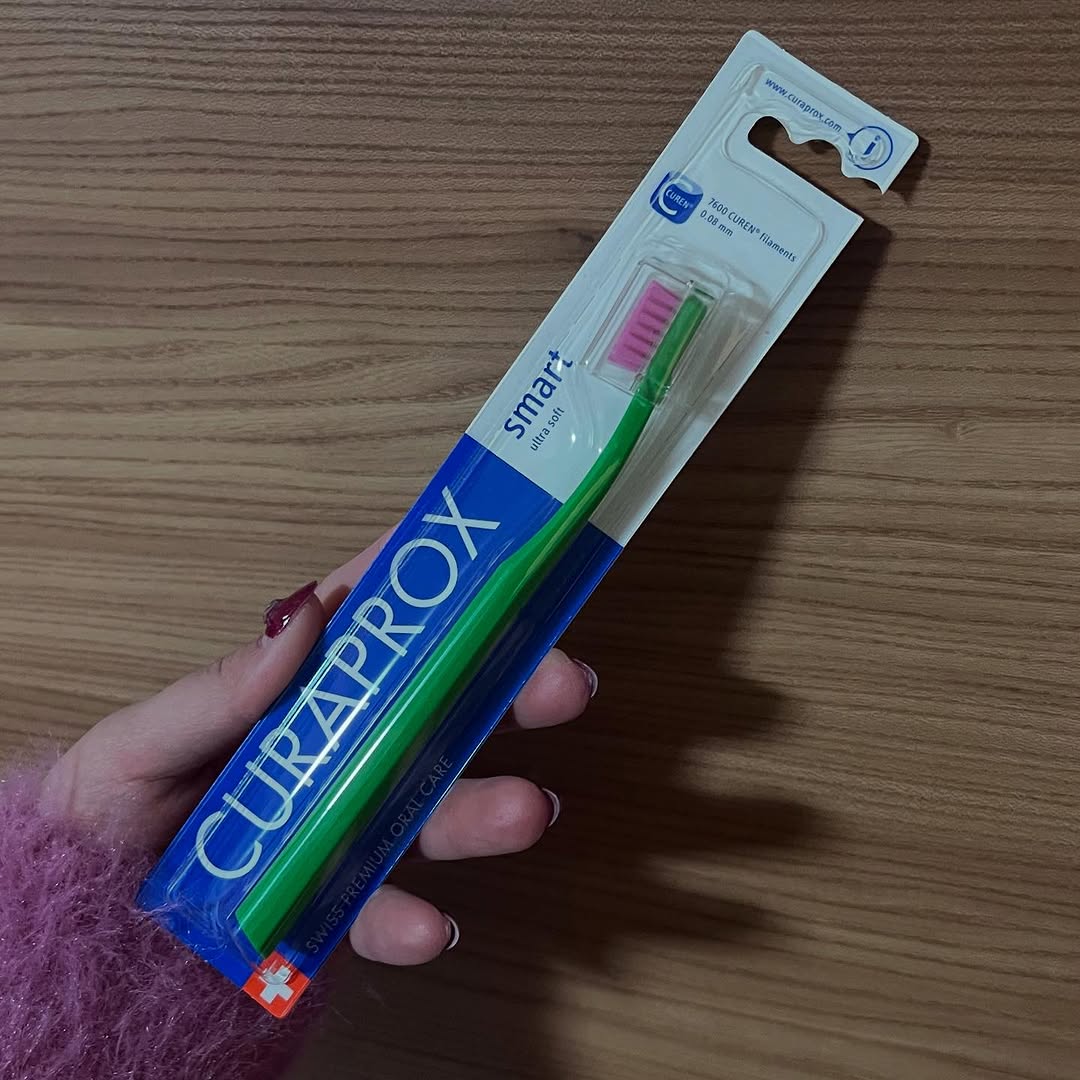 www.curaprox.com
i
CUREN®
7600 CUREN® filaments
0.08 mm
smart
ultra soft
CURAPROX
SWISS PREMIUM ORAL CARE